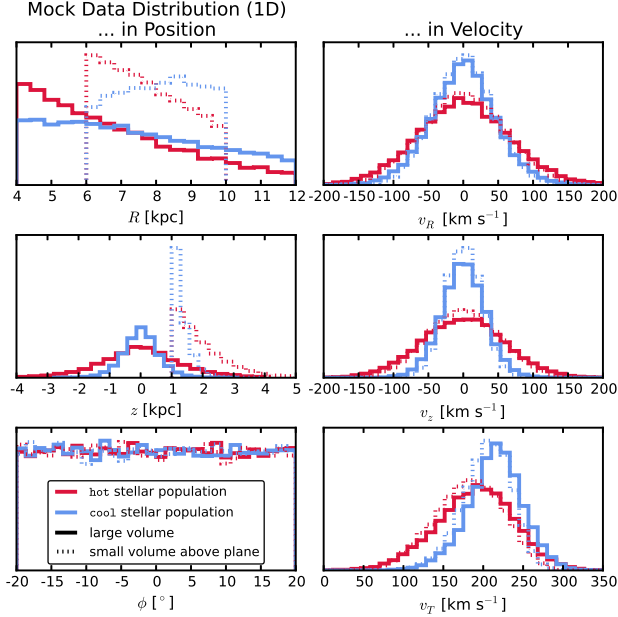 Mock Data Distribution (1D)
... in Position
... in Velocity
4 5 6 7 8 9 10 11 12
R [kpc]
-200 -150 -100 -50 0 50 100 150 200
v_R [km s⁻¹]
-4 -3 -2 -1 0 1 2 3 4 5
z [kpc]
-200 -150 -100 -50 0 50 100 150 200
v_z [km s⁻¹]
hot stellar population
cool stellar population
large volume
small volume above plane
-20 -15 -10 -5 0 5 10 15 20
ϕ [°]
0 50 100 150 200 250 300 350
v_T [km s⁻¹]